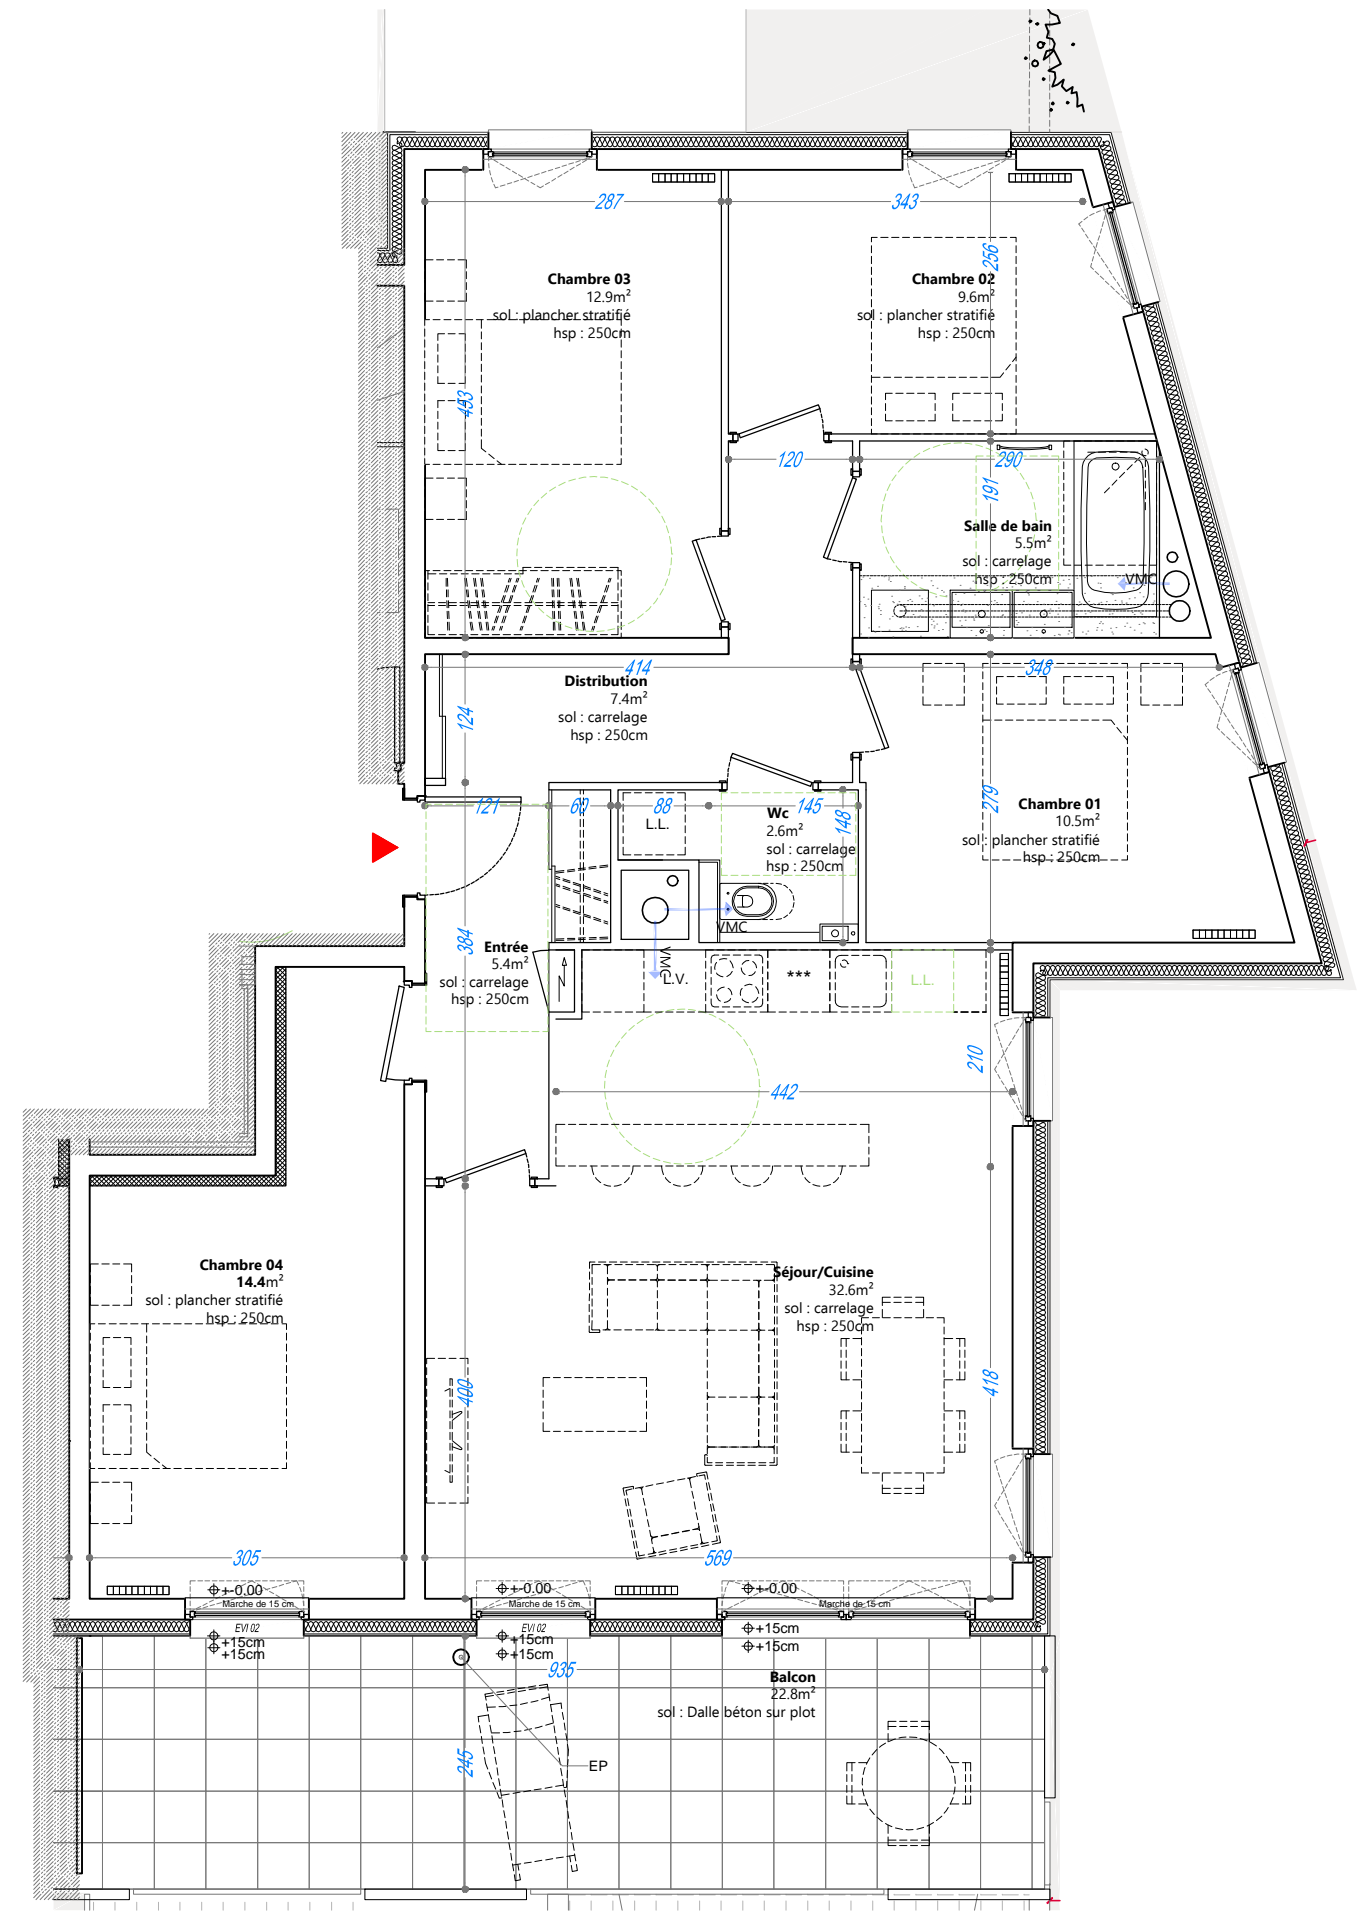 287
343
256
Chambre 03
12.9m²
sol : plancher stratifié
hsp : 250cm
Chambre 02
9.6m²
sol : plancher stratifié
hsp : 250cm
453
120
290
191
Salle de bain
5.5m²
sol : carrelage
hsp : 250cm
VMC
414
348
Distribution
7.4m²
sol : carrelage
hsp : 250cm
124
121
60
88
145
148
279
L.L.
Wc
2.6m²
sol : carrelage
hsp : 250cm
Chambre 01
10.5m²
sol : plancher stratifié
hsp : 250cm
VMC
VMC
384
Entrée
5.4m²
sol : carrelage
hsp : 250cm
L.V.
***
L.L.
210
442
Chambre 04
14.4m²
sol : plancher stratifié
hsp : 250cm
Séjour/Cuisine
32.6m²
sol : carrelage
hsp : 250cm
400
418
305
569
+-0.00
+-0.00
+-0.00
Marche de 15 cm
Marche de 15 cm
Marche de 15 cm
EVI 02
EVI 02
+15cm
+15cm
+15cm
+15cm
+15cm
+15cm
935
Balcon
22.8m²
sol : Dalle béton sur plot
245
EP